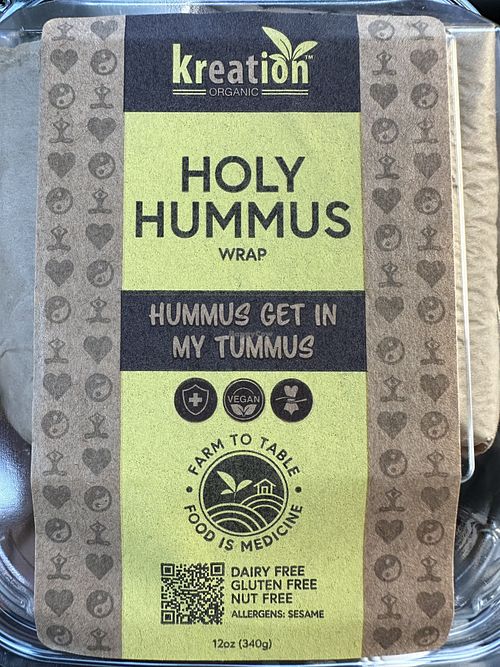 kreation™
ORGANIC
HOLY
HUMMUS
WRAP
HUMMUS GET IN
MY TUMMUS
VEGAN
• FARM TO TABLE •
FOOD IS MEDICINE
DAIRY FREE
GLUTEN FREE
NUT FREE
ALLERGENS: SESAME
12oz (340g)